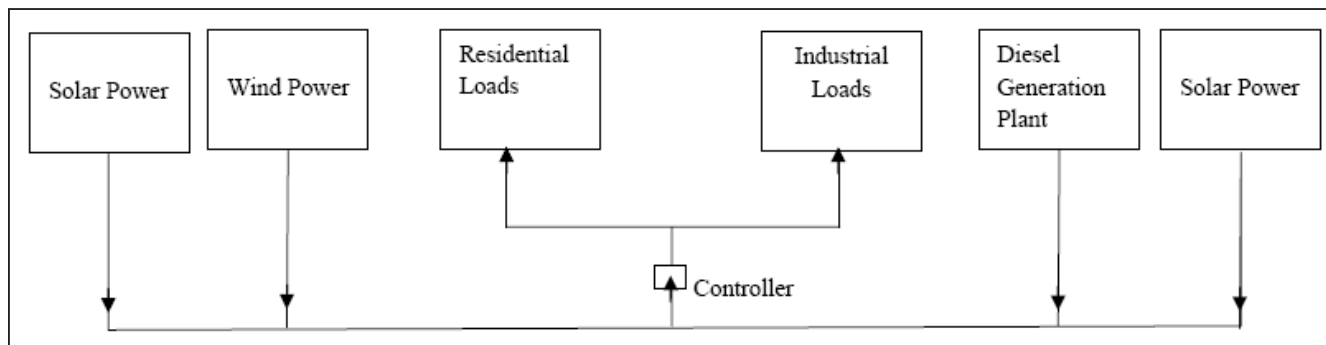 Solar Power
Wind Power
Residential
Loads
Industrial
Loads
Diesel
Generation
Plant
Solar Power
Controller